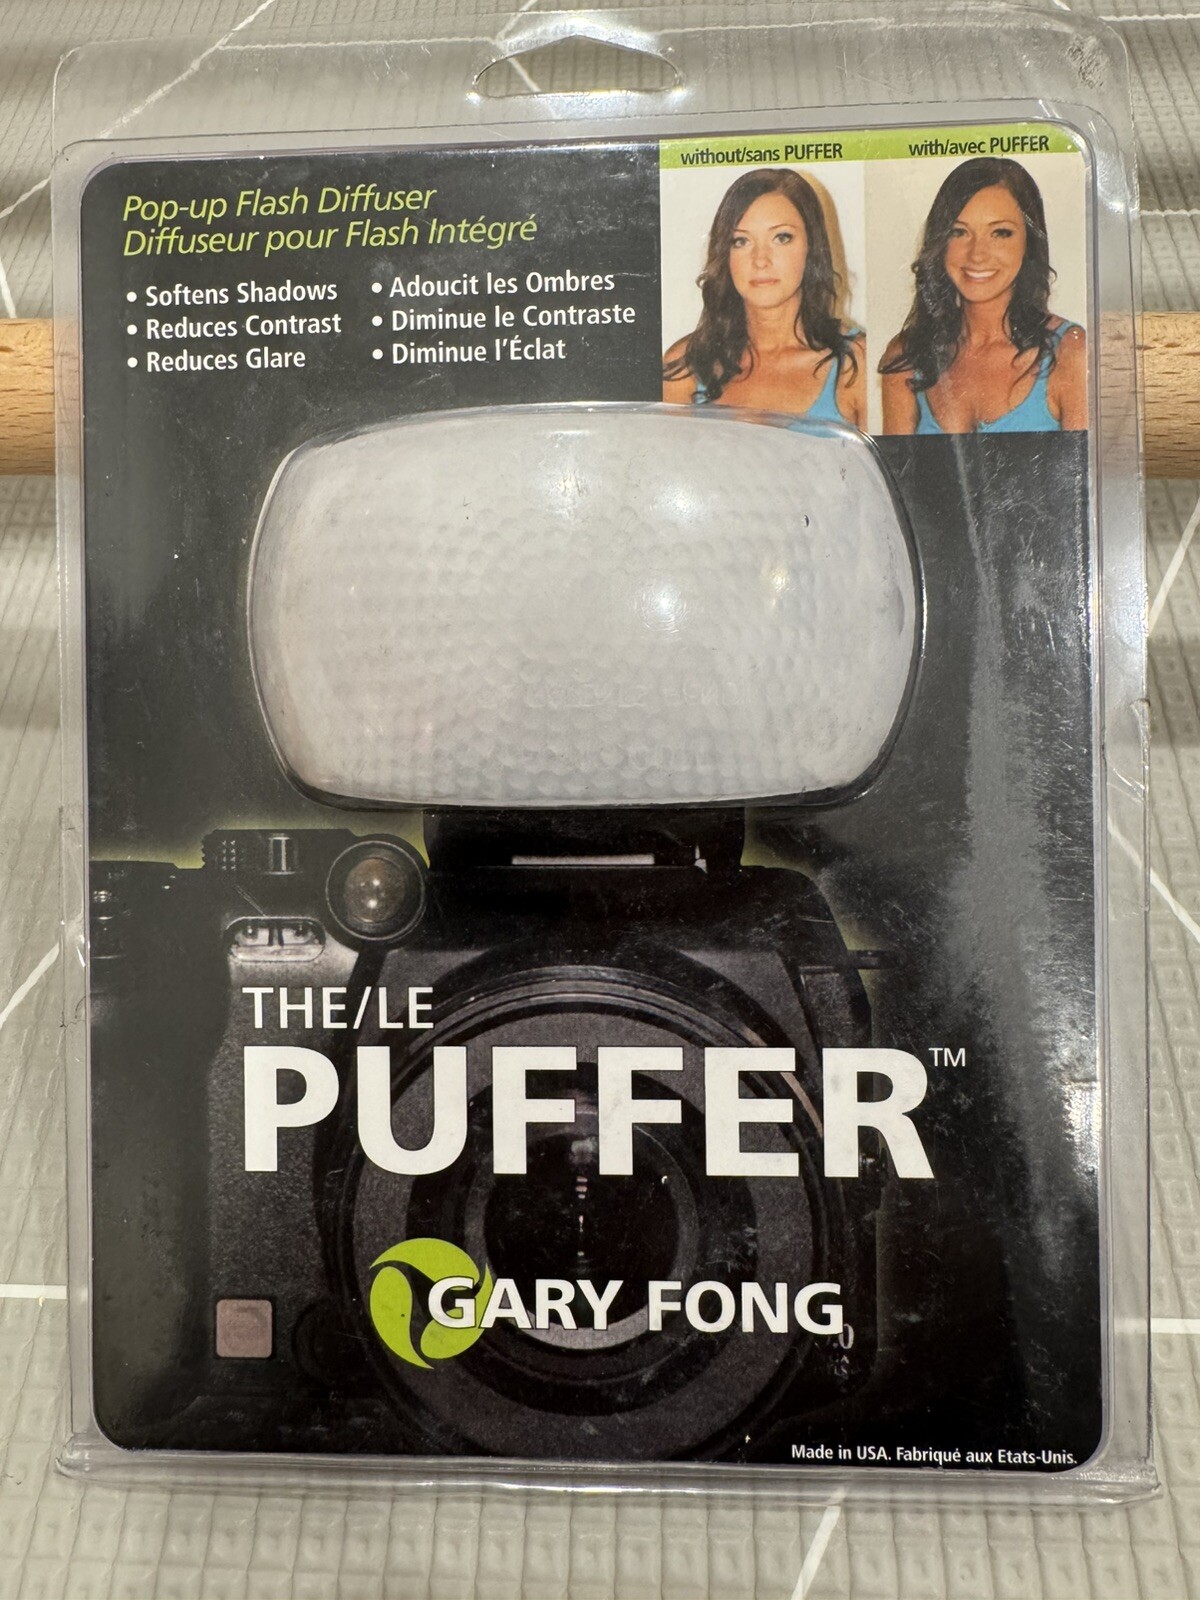 without/sans PUFFER
with/avec PUFFER
Pop-up Flash Diffuser
Diffuseur pour Flash Intégré
• Softens Shadows
• Reduces Contrast
• Reduces Glare
• Adoucit les Ombres
• Diminue le Contraste
• Diminue l'Éclat
THE/LE
PUFFER™
GARY FONG
Made in USA. Fabriqué aux Etats-Unis.